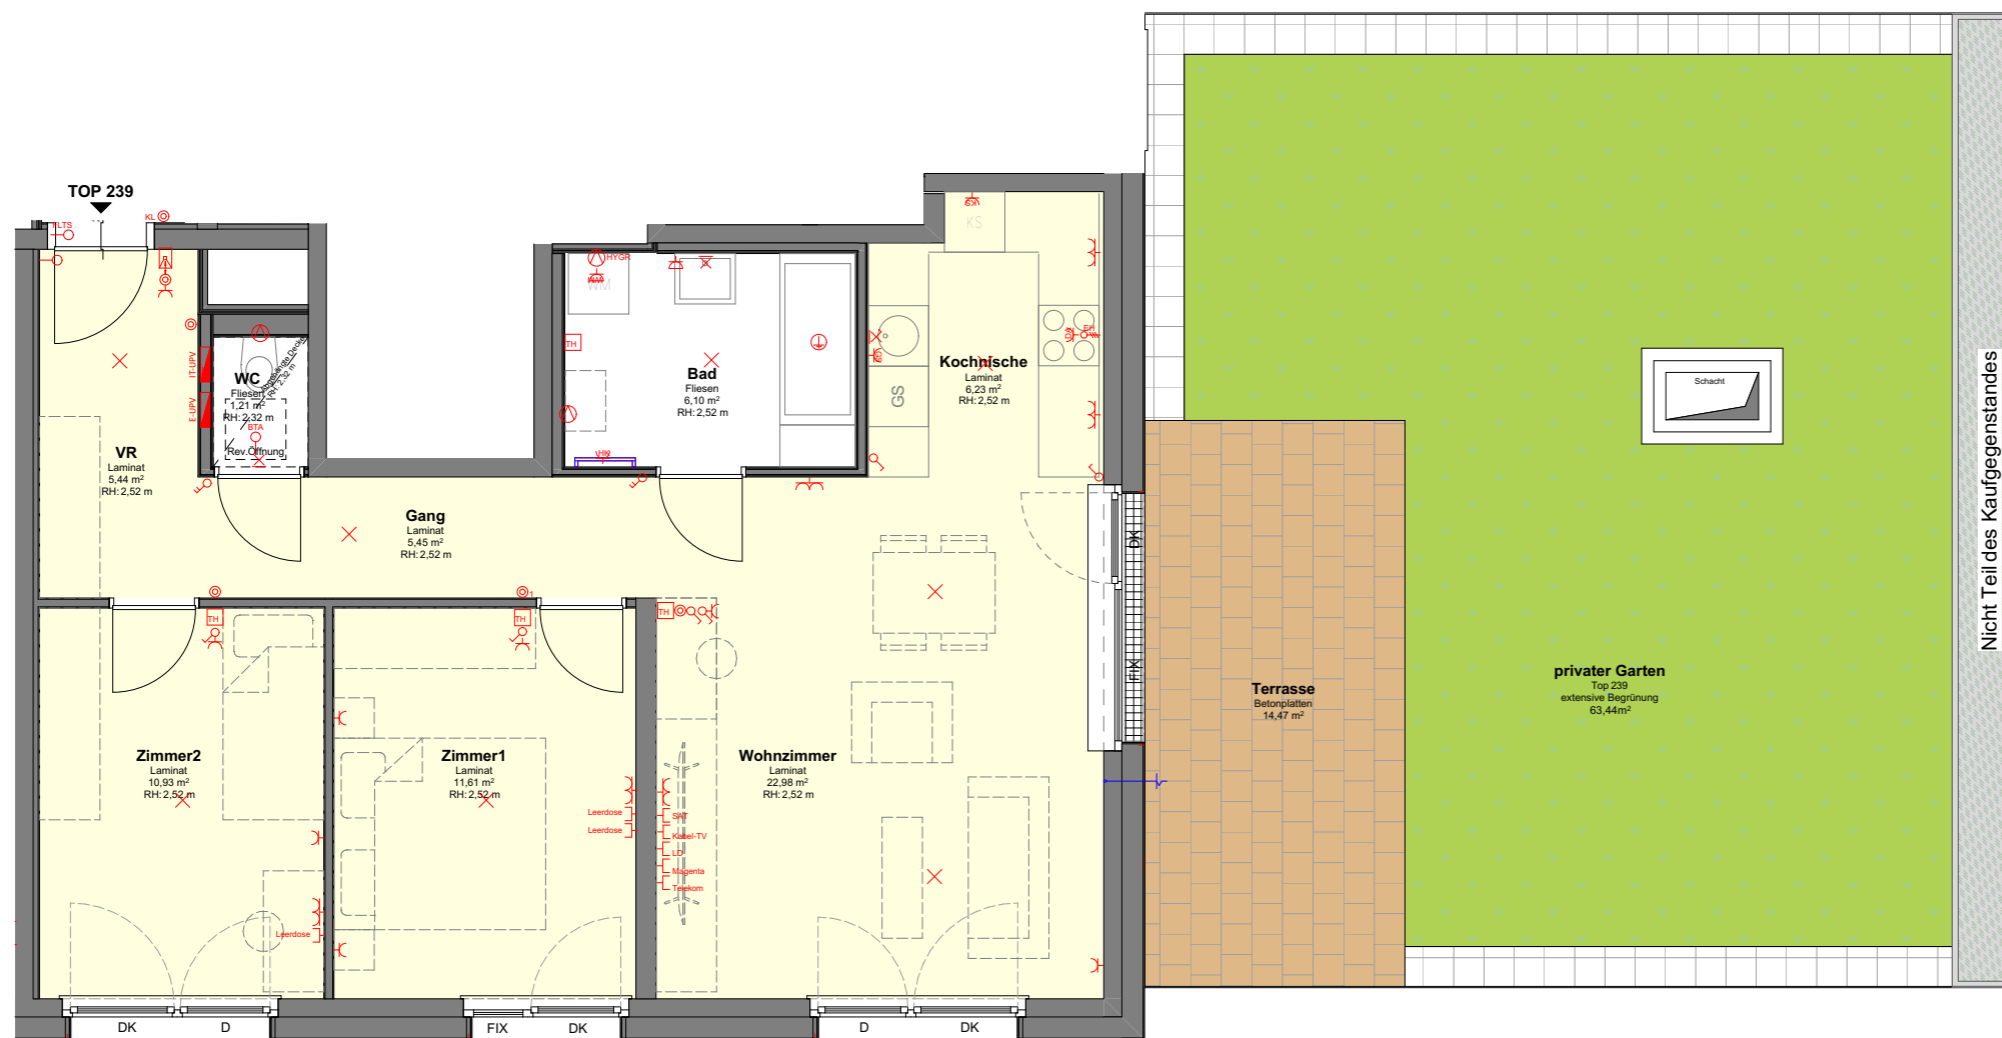 TOP 239
KL
TLTS
HYGR
WM
TH
KS
EH
GS
IT-UPV
E-UPV
WC
Fliesen
1,21 m²
RH: 2,32 m
Abgehängte Decke
RH: 2,32 m
BTA
Rev.Öffnung
Bad
Fliesen
6,10 m²
RH: 2,52 m
Kochnische
Laminat
6,23 m²
RH: 2,52 m
VR
Laminat
5,44 m²
RH: 2,52 m
Gang
Laminat
5,45 m²
RH: 2,52 m
TH
TH
TH
DK
FIX
Schacht
Nicht Teil des Kaufgegenstandes
privater Garten
Top 239
extensive Begrünung
63,44m²
Terrasse
Betonplatten
14,47 m²
Zimmer2
Laminat
10,93 m²
RH: 2,52 m
Zimmer1
Laminat
11,61 m²
RH: 2,52 m
Wohnzimmer
Laminat
22,98 m²
RH: 2,52 m
Leerdose
Leerdose
Leerdose
SAT
Kabel-TV
LD
Magenta
Telekom
DK
D
FIX
DK
D
DK